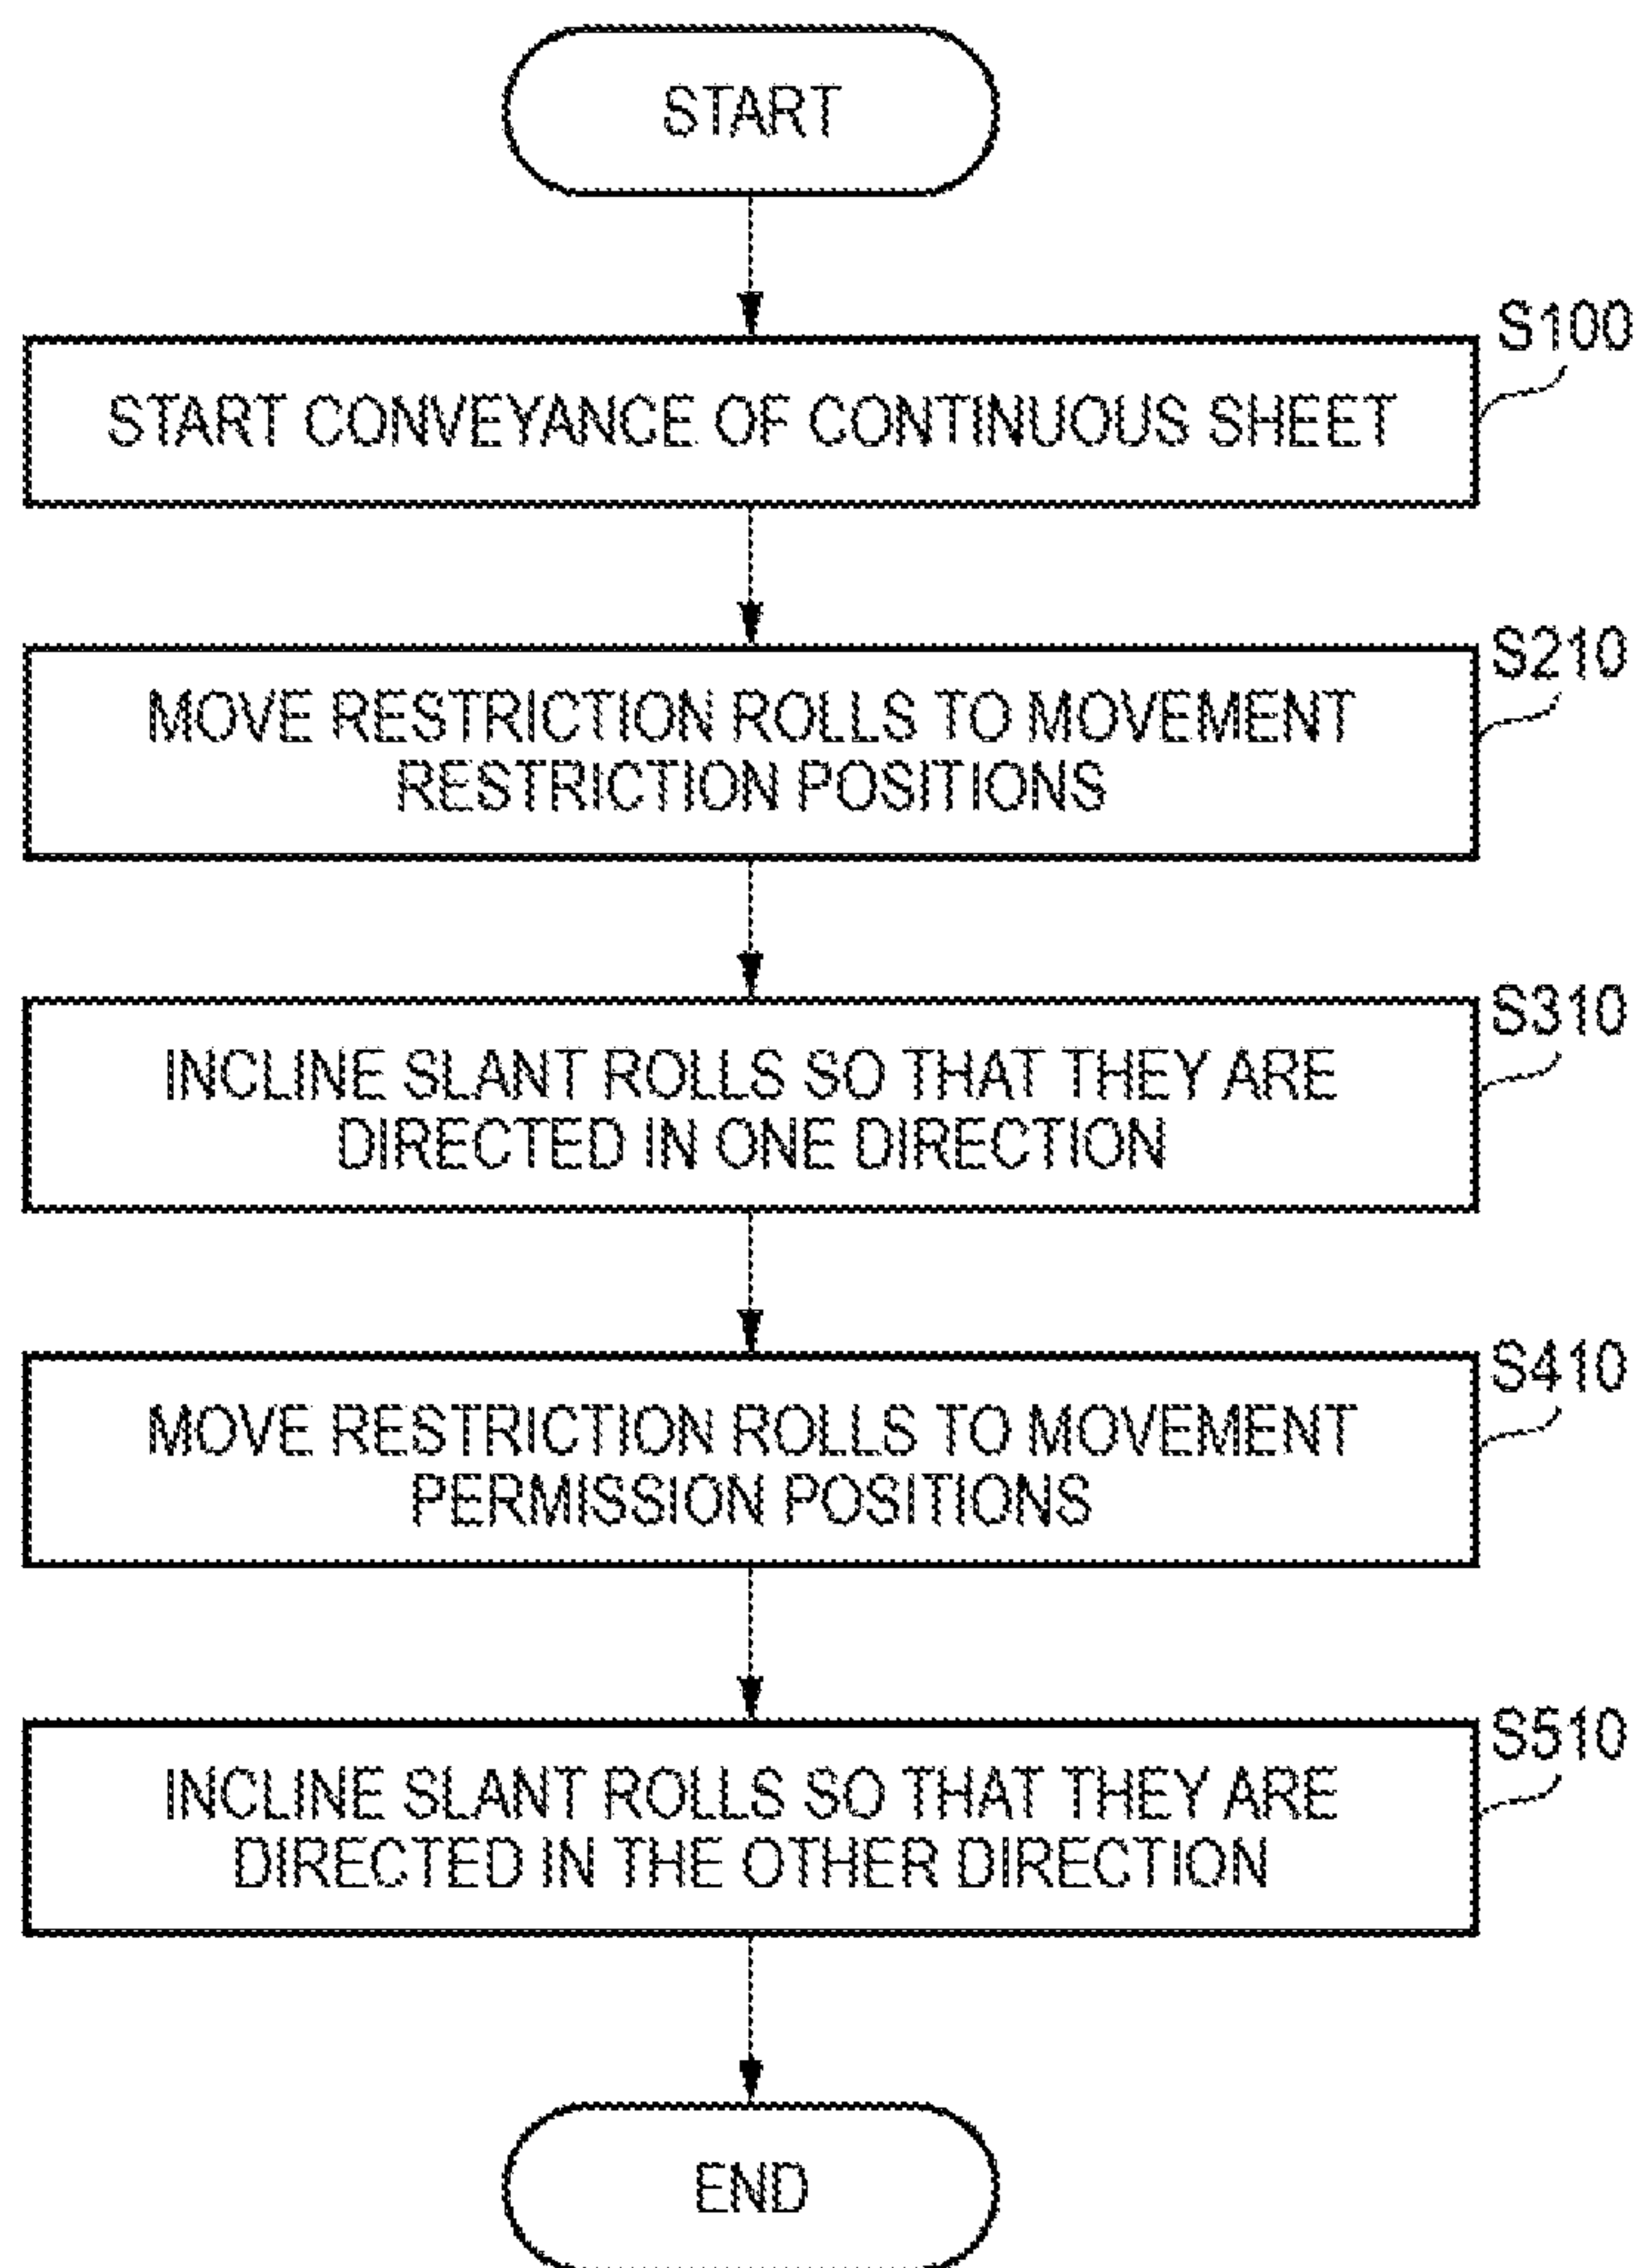 START
S100
START CONVEYANCE OF CONTINUOUS SHEET
S210
MOVE RESTRICTION ROLLS TO MOVEMENT
RESTRICTION POSITIONS
S310
INCLINE SLANT ROLLS SO THAT THEY ARE
DIRECTED IN ONE DIRECTION
S410
MOVE RESTRICTION ROLLS TO MOVEMENT
PERMISSION POSITIONS
S510
INCLINE SLANT ROLLS SO THAT THEY ARE
DIRECTED IN THE OTHER DIRECTION
END